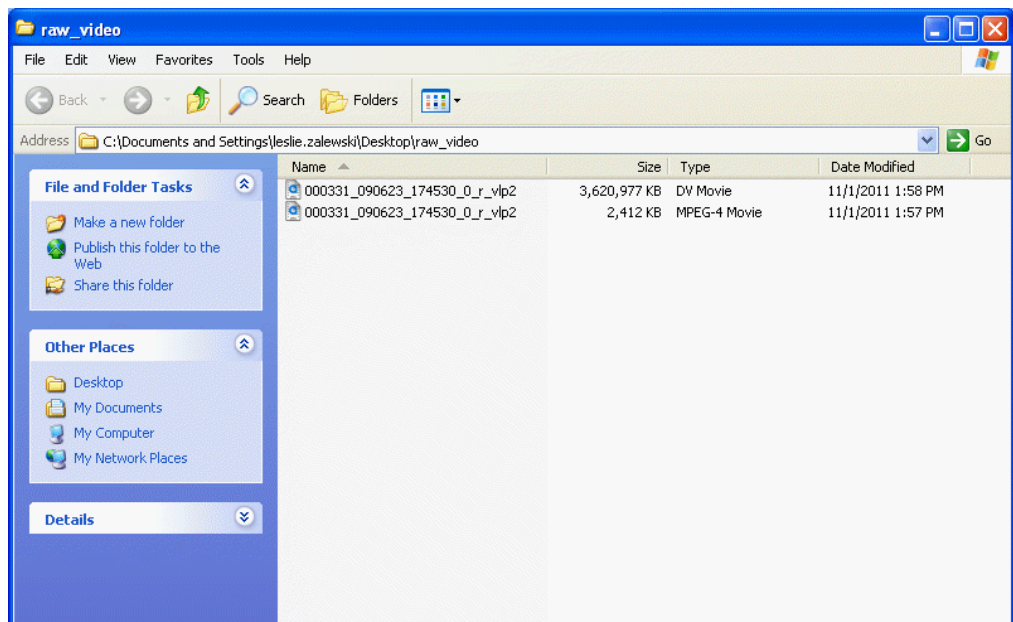 raw_video
File Edit View Favorites Tools Help
Back Search Folders
Address C:\Documents and Settings\leslie.zalewski\Desktop\raw_video Go
File and Folder Tasks
Make a new folder
Publish this folder to the
Web
Share this folder
Other Places
Desktop
My Documents
My Computer
My Network Places
Details
Name Size Type Date Modified
000331_090623_174530_0_r_vlp2 3,620,977 KB DV Movie 11/1/2011 1:58 PM
000331_090623_174530_0_r_vlp2 2,412 KB MPEG-4 Movie 11/1/2011 1:57 PM